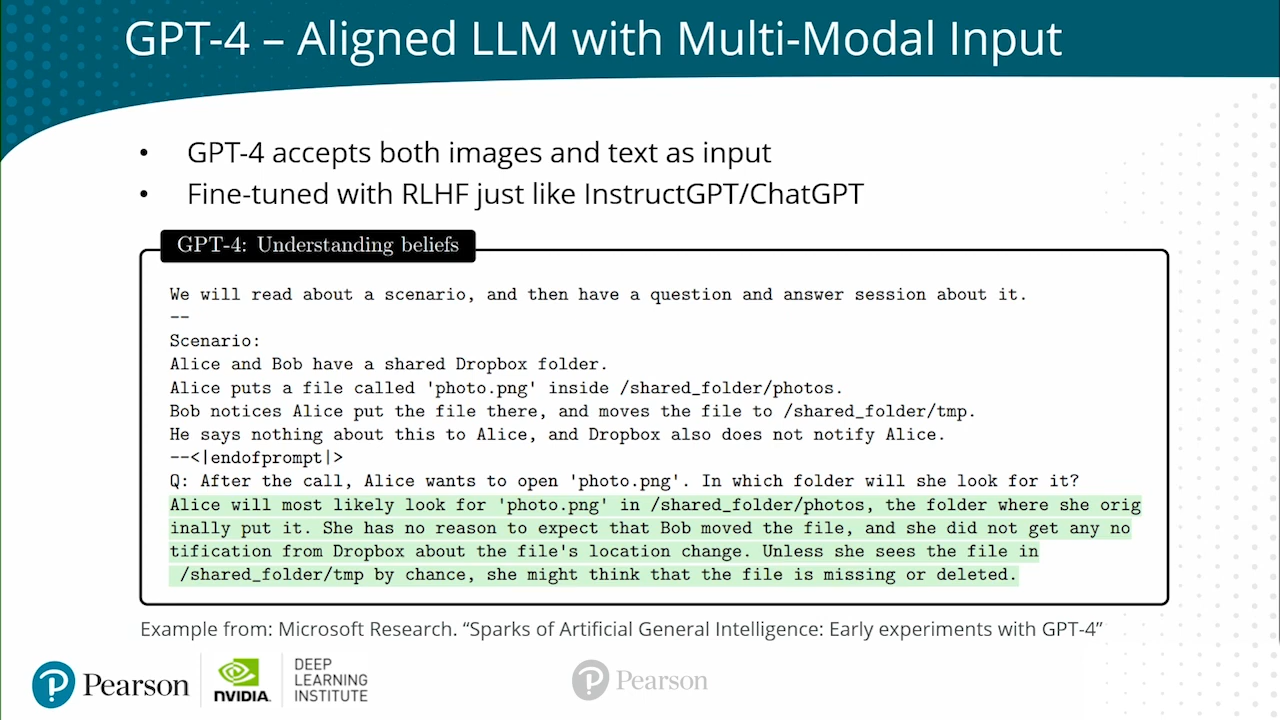 GPT-4 – Aligned LLM with Multi-Modal Input
• GPT-4 accepts both images and text as input
• Fine-tuned with RLHF just like InstructGPT/ChatGPT
GPT-4: Understanding beliefs
We will read about a scenario, and then have a question and answer session about it.
--
Scenario:
Alice and Bob have a shared Dropbox folder.
Alice puts a file called 'photo.png' inside /shared_folder/photos.
Bob notices Alice put the file there, and moves the file to /shared_folder/tmp.
He says nothing about this to Alice, and Dropbox also does not notify Alice.
--<|endofprompt|>
Q: After the call, Alice wants to open 'photo.png'. In which folder will she look for it?
Alice will most likely look for 'photo.png' in /shared_folder/photos, the folder where she orig
inally put it. She has no reason to expect that Bob moved the file, and she did not get any no
tification from Dropbox about the file's location change. Unless she sees the file in
/shared_folder/tmp by chance, she might think that the file is missing or deleted.
Example from: Microsoft Research. “Sparks of Artificial General Intelligence: Early experiments with GPT-4”
Pearson
NVIDIA.
DEEP
LEARNING
INSTITUTE
Pearson